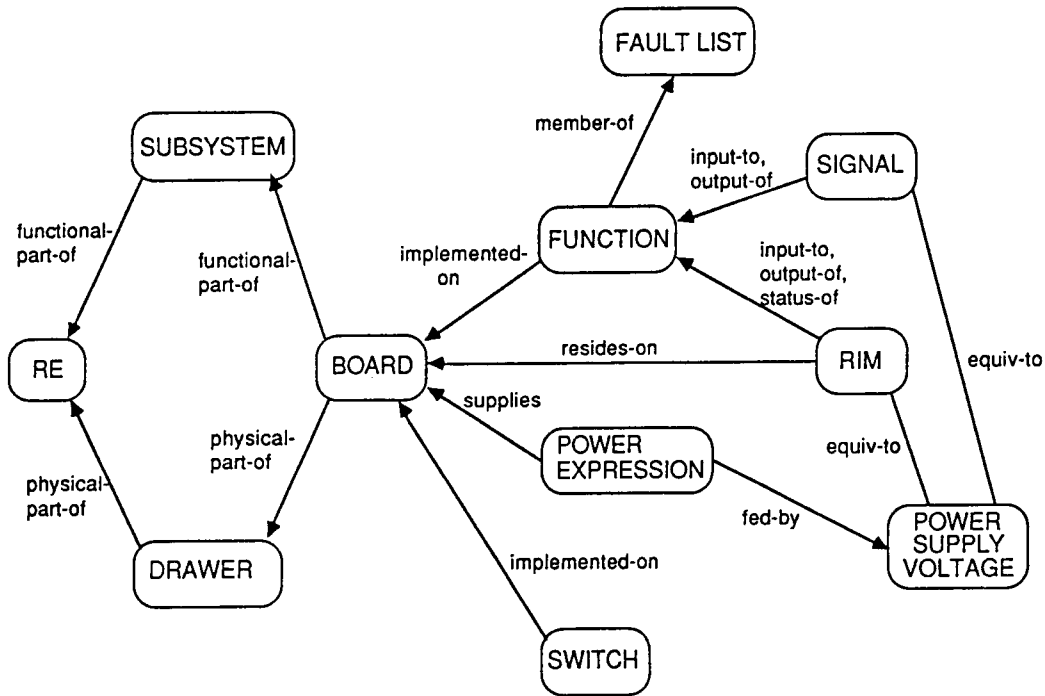 FAULT LIST
member-of
SUBSYSTEM
input-to,
output-of
SIGNAL
functional-
part-of
functional-
part-of
implemented-
on
FUNCTION
input-to,
output-of,
status-of
RE
BOARD
resides-on
RIM
equiv-to
supplies
physical-
part-of
POWER
EXPRESSION
equiv-to
physical-
part-of
fed-by
POWER
SUPPLY
VOLTAGE
DRAWER
implemented-on
SWITCH